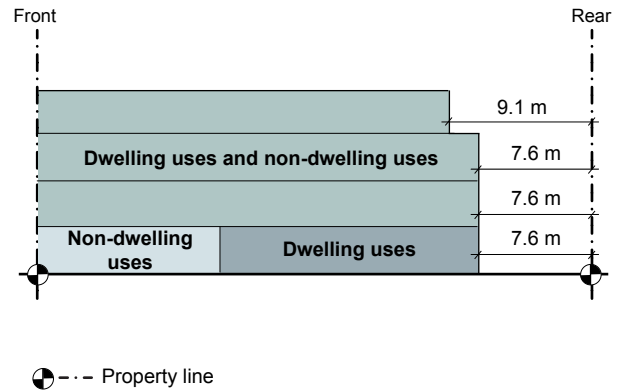 Front
Rear
9.1 m
Dwelling uses and non-dwelling uses
7.6 m
7.6 m
Non-dwelling
uses
Dwelling uses
7.6 m
Property line